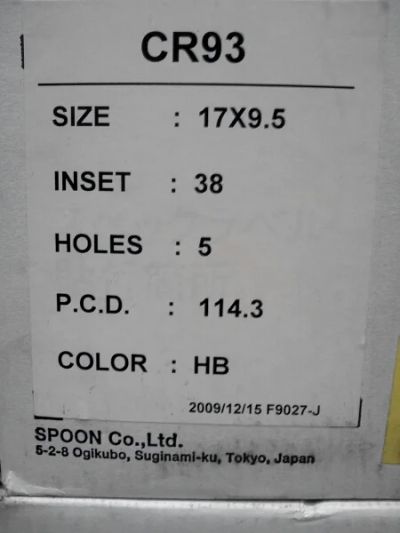 CR93
SIZE : 17X9.5
INSET : 38
HOLES : 5
P.C.D. : 114.3
COLOR : HB
2009/12/15 F9027-J
SPOON Co.,Ltd.
5-2-8 Ogikubo, Suginami-ku, Tokyo, Japan